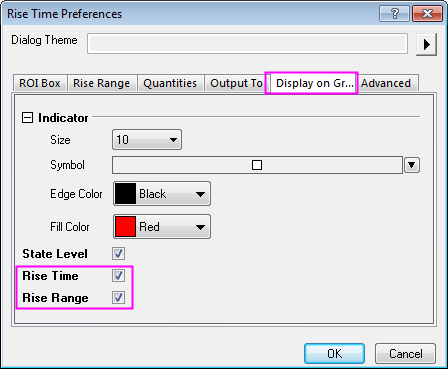 Rise Time Preferences
Dialog Theme
ROI Box Rise Range Quantities Output To Display on Gr... Advanced
Indicator
Size 10
Symbol
Edge Color Black
Fill Color Red
State Level
Rise Time
Rise Range
OK Cancel